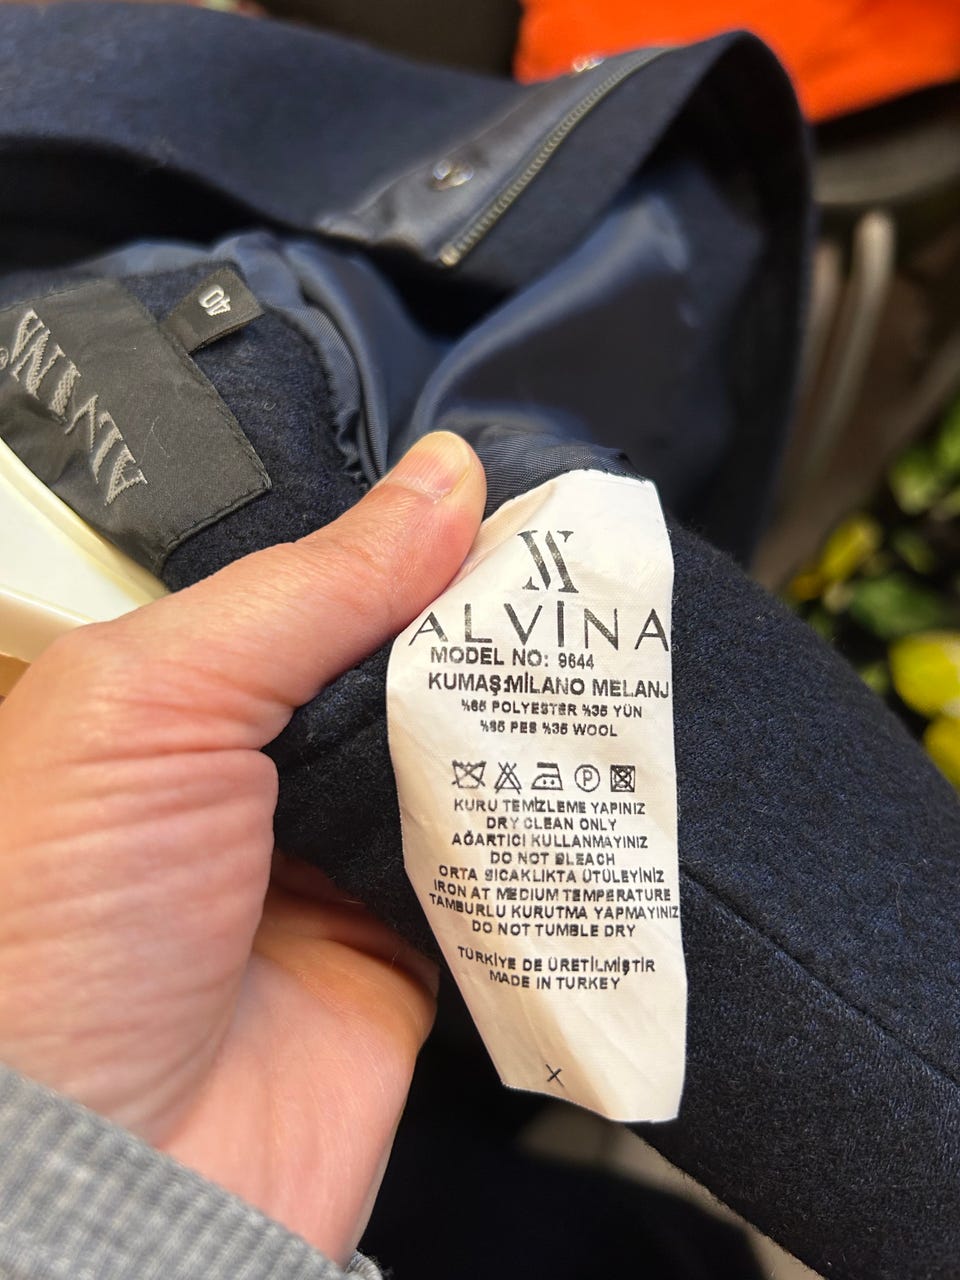 ALVINA
40
ALVİNA
MODEL NO: 9644
KUMAŞ:MİLANO MELANJ
%65 POLYESTER %35 YÜN
%65 PES %35 WOOL
P
KURU TEMİZLEME YAPINIZ
DRY CLEAN ONLY
AĞARTICI KULLANMAYINIZ
DO NOT BLEACH
ORTA SICAKLIKTA ÜTÜLEYİNİZ
IRON AT MEDIUM TEMPERATURE
TAMBURLU KURUTMA YAPMAYINIZ
DO NOT TUMBLE DRY
TÜRKİYE DE ÜRETİLMİŞTİR
MADE IN TURKEY
X